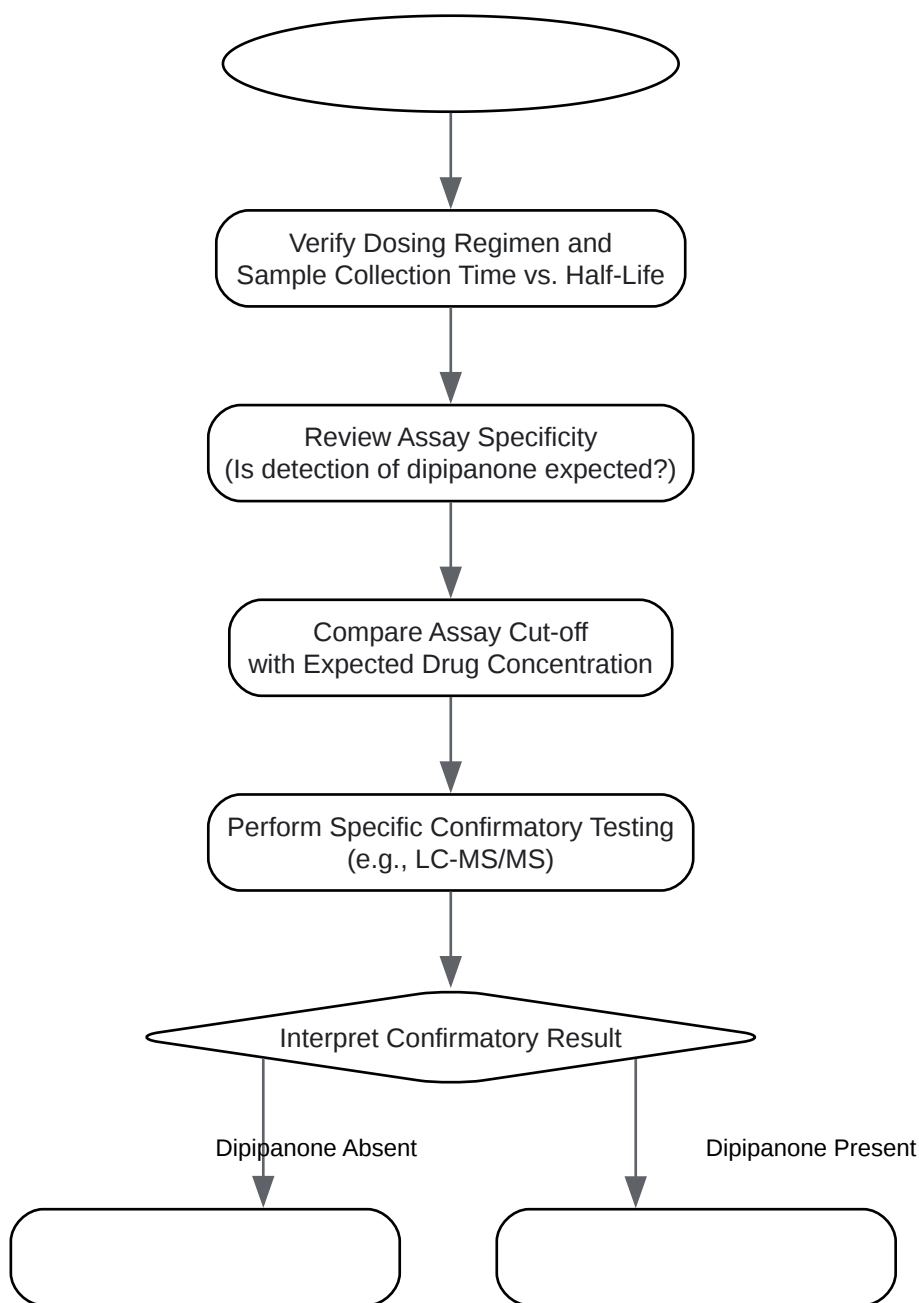 Verify Dosing Regimen and
Sample Collection Time vs. Half-Life
Review Assay Specificity
(Is detection of dipipanone expected?)
Compare Assay Cut-off
with Expected Drug Concentration
Perform Specific Confirmatory Testing
(e.g., LC-MS/MS)
Interpret Confirmatory Result
Dipipanone Absent
Dipipanone Present